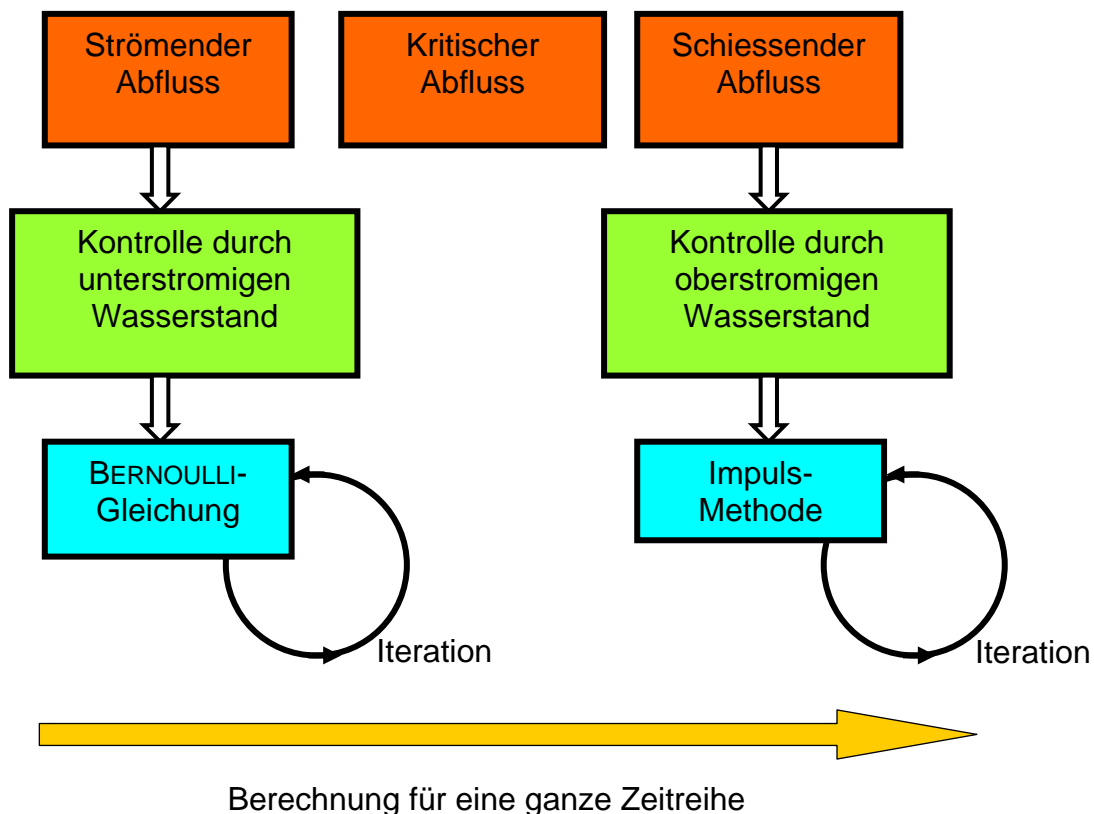 Strömender
Abfluss
Kritischer
Abfluss
Schiessender
Abfluss
Kontrolle durch
unterstromigen
Wasserstand
Kontrolle durch
oberstromigen
Wasserstand
BERNOULLI-
Gleichung
Impuls-
Methode
Iteration
Iteration
Berechnung für eine ganze Zeitreihe